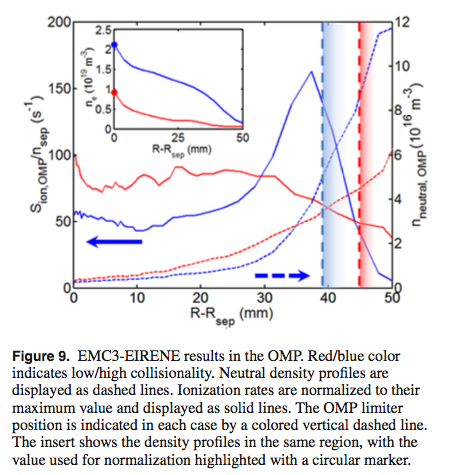 200
150
100
50
0
S_ion,OMP/n_sep (s^-1)
2.5
2
1.5
1
0.5
0
n_e (10^19 m^-3)
0
25
50
R-R_sep (mm)
12
10
8
6
4
2
0
n_neutral, OMP (10^16 m^-3)
0
10
20
30
40
50
R-R_sep (mm)
Figure 9. EMC3-EIRENE results in the OMP. Red/blue color
indicates low/high collisionality. Neutral density profiles are
displayed as dashed lines. Ionization rates are normalized to their
maximum value and displayed as solid lines. The OMP limiter
position is indicated in each case by a colored vertical dashed line.
The insert shows the density profiles in the same region, with the
value used for normalization highlighted with a circular marker.